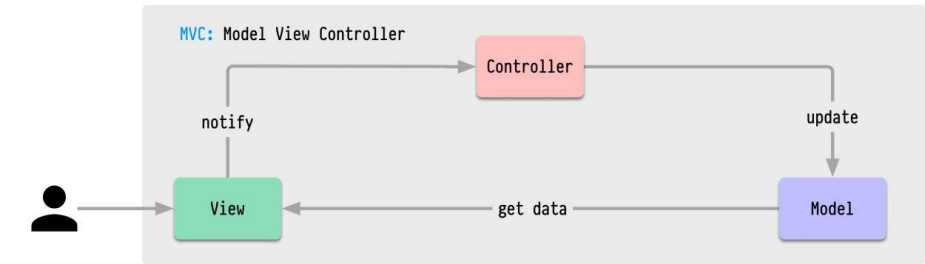 MVC: Model View Controller
Controller
notify
update
View
get data
Model